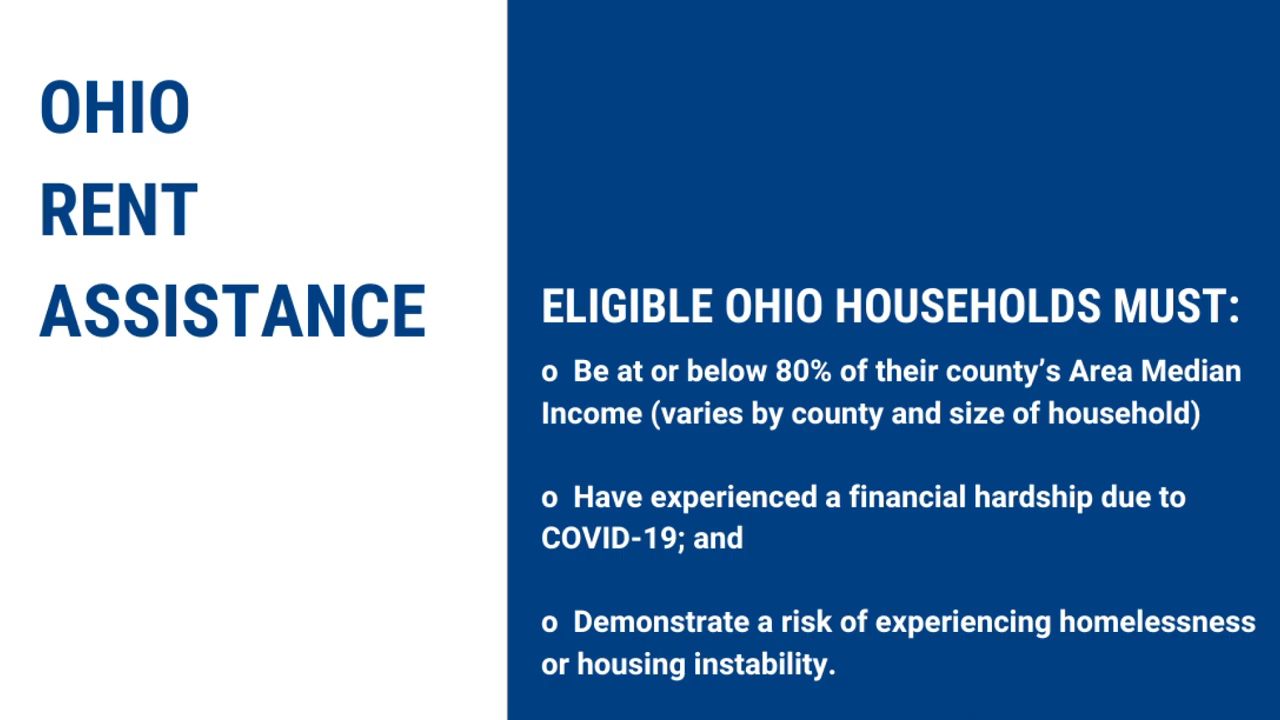 OHIO
RENT
ASSISTANCE
ELIGIBLE OHIO HOUSEHOLDS MUST:
o Be at or below 80% of their county’s Area Median
Income (varies by county and size of household)
o Have experienced a financial hardship due to
COVID-19; and
o Demonstrate a risk of experiencing homelessness
or housing instability.